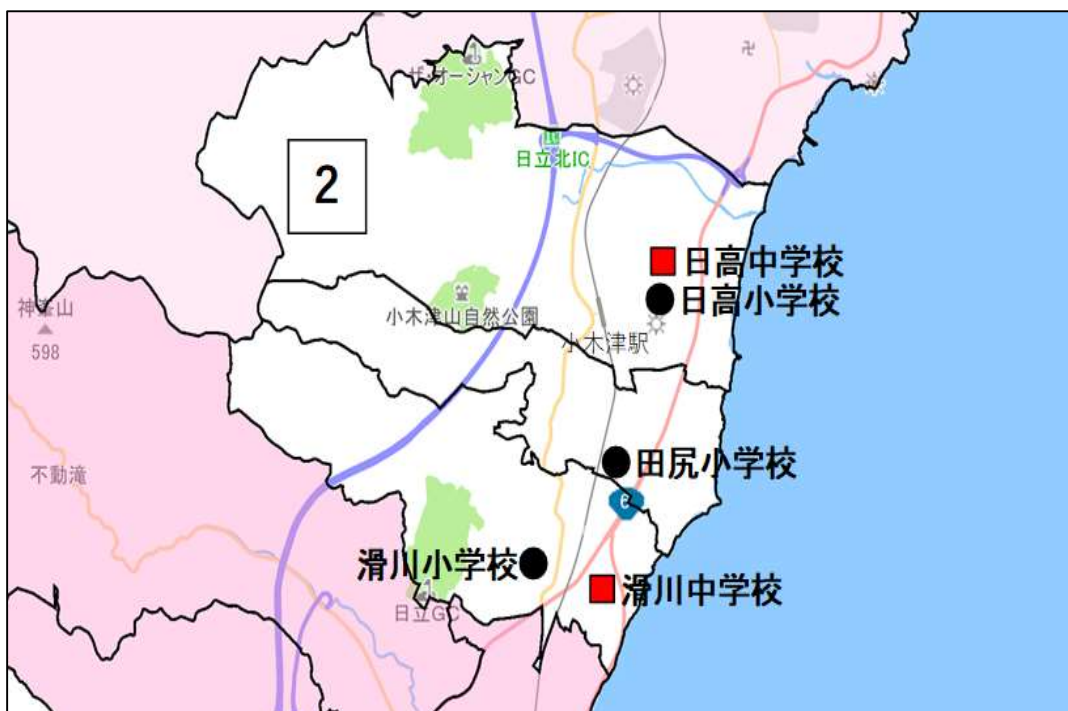 ザ・オーシャンGC
卍
日立北IC
2
日高中学校
日高小学校
神峯山
598
小木津山自然公園
小木津駅
田尻小学校
不動滝
6
滑川小学校
滑川中学校
日立GC